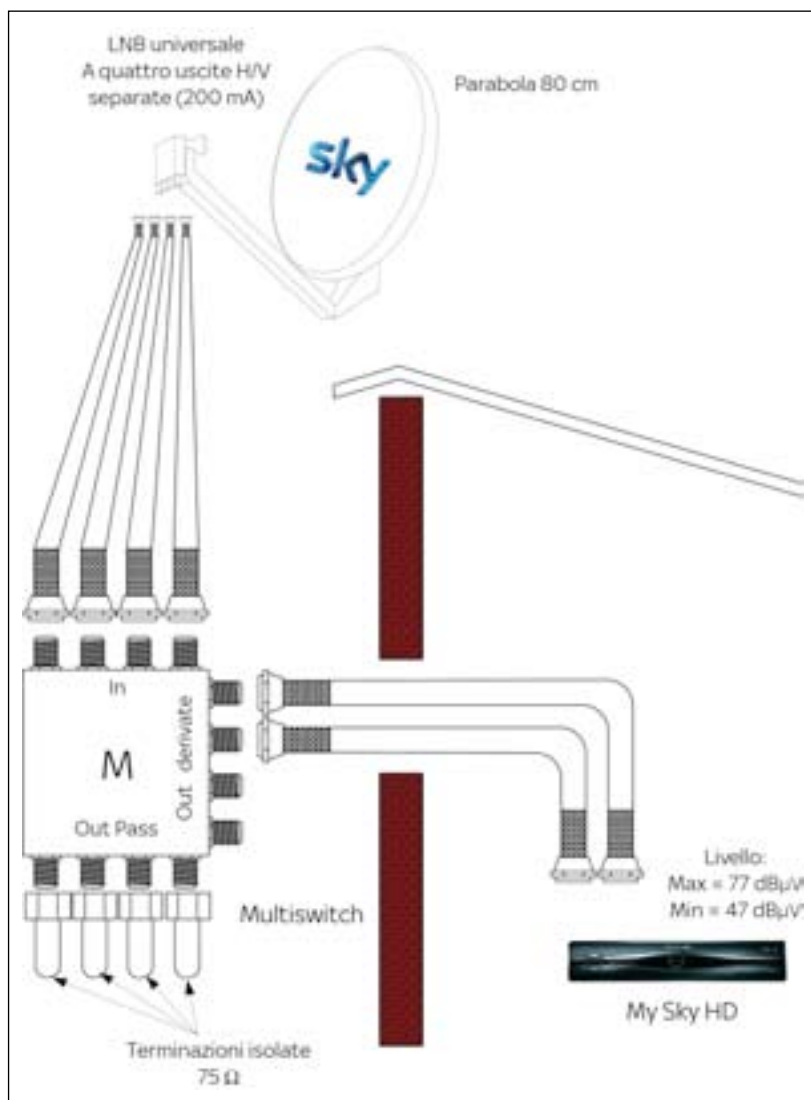 LNB universale
A quattro uscite H/V
separate (200 mA)
Parabola 80 cm
sky
In
Out derivate
M
Out Pass
Multiswitch
Livello:
Max = 77 dBµV
Min = 47 dBµV
My Sky HD
Terminazioni isolate
75 Ω